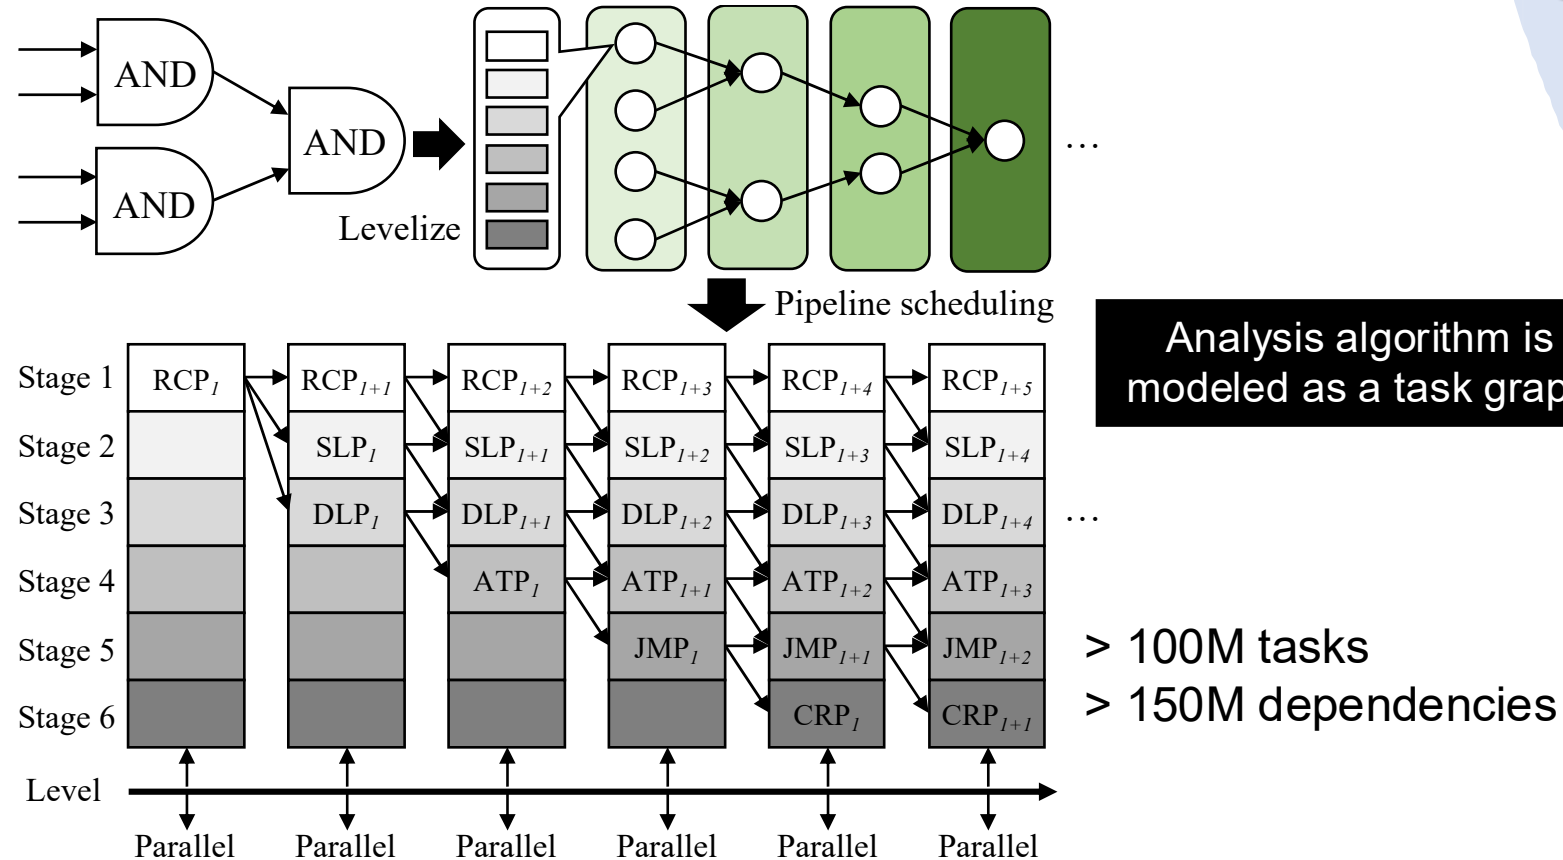 AND
AND
AND
Levelize
…
Pipeline scheduling
Analysis algorithm is
modeled as a task grap
Stage 1 RCP1 RCP1+1 RCP1+2 RCP1+3 RCP1+4 RCP1+5
Stage 2 SLP1 SLP1+1 SLP1+2 SLP1+3 SLP1+4
Stage 3 DLP1 DLP1+1 DLP1+2 DLP1+3 DLP1+4 …
Stage 4 ATP1 ATP1+1 ATP1+2 ATP1+3
Stage 5 JMP1 JMP1+1 JMP1+2
Stage 6 CRP1 CRP1+1
> 100M tasks
> 150M dependencies
Level
Parallel Parallel Parallel Parallel Parallel Parallel